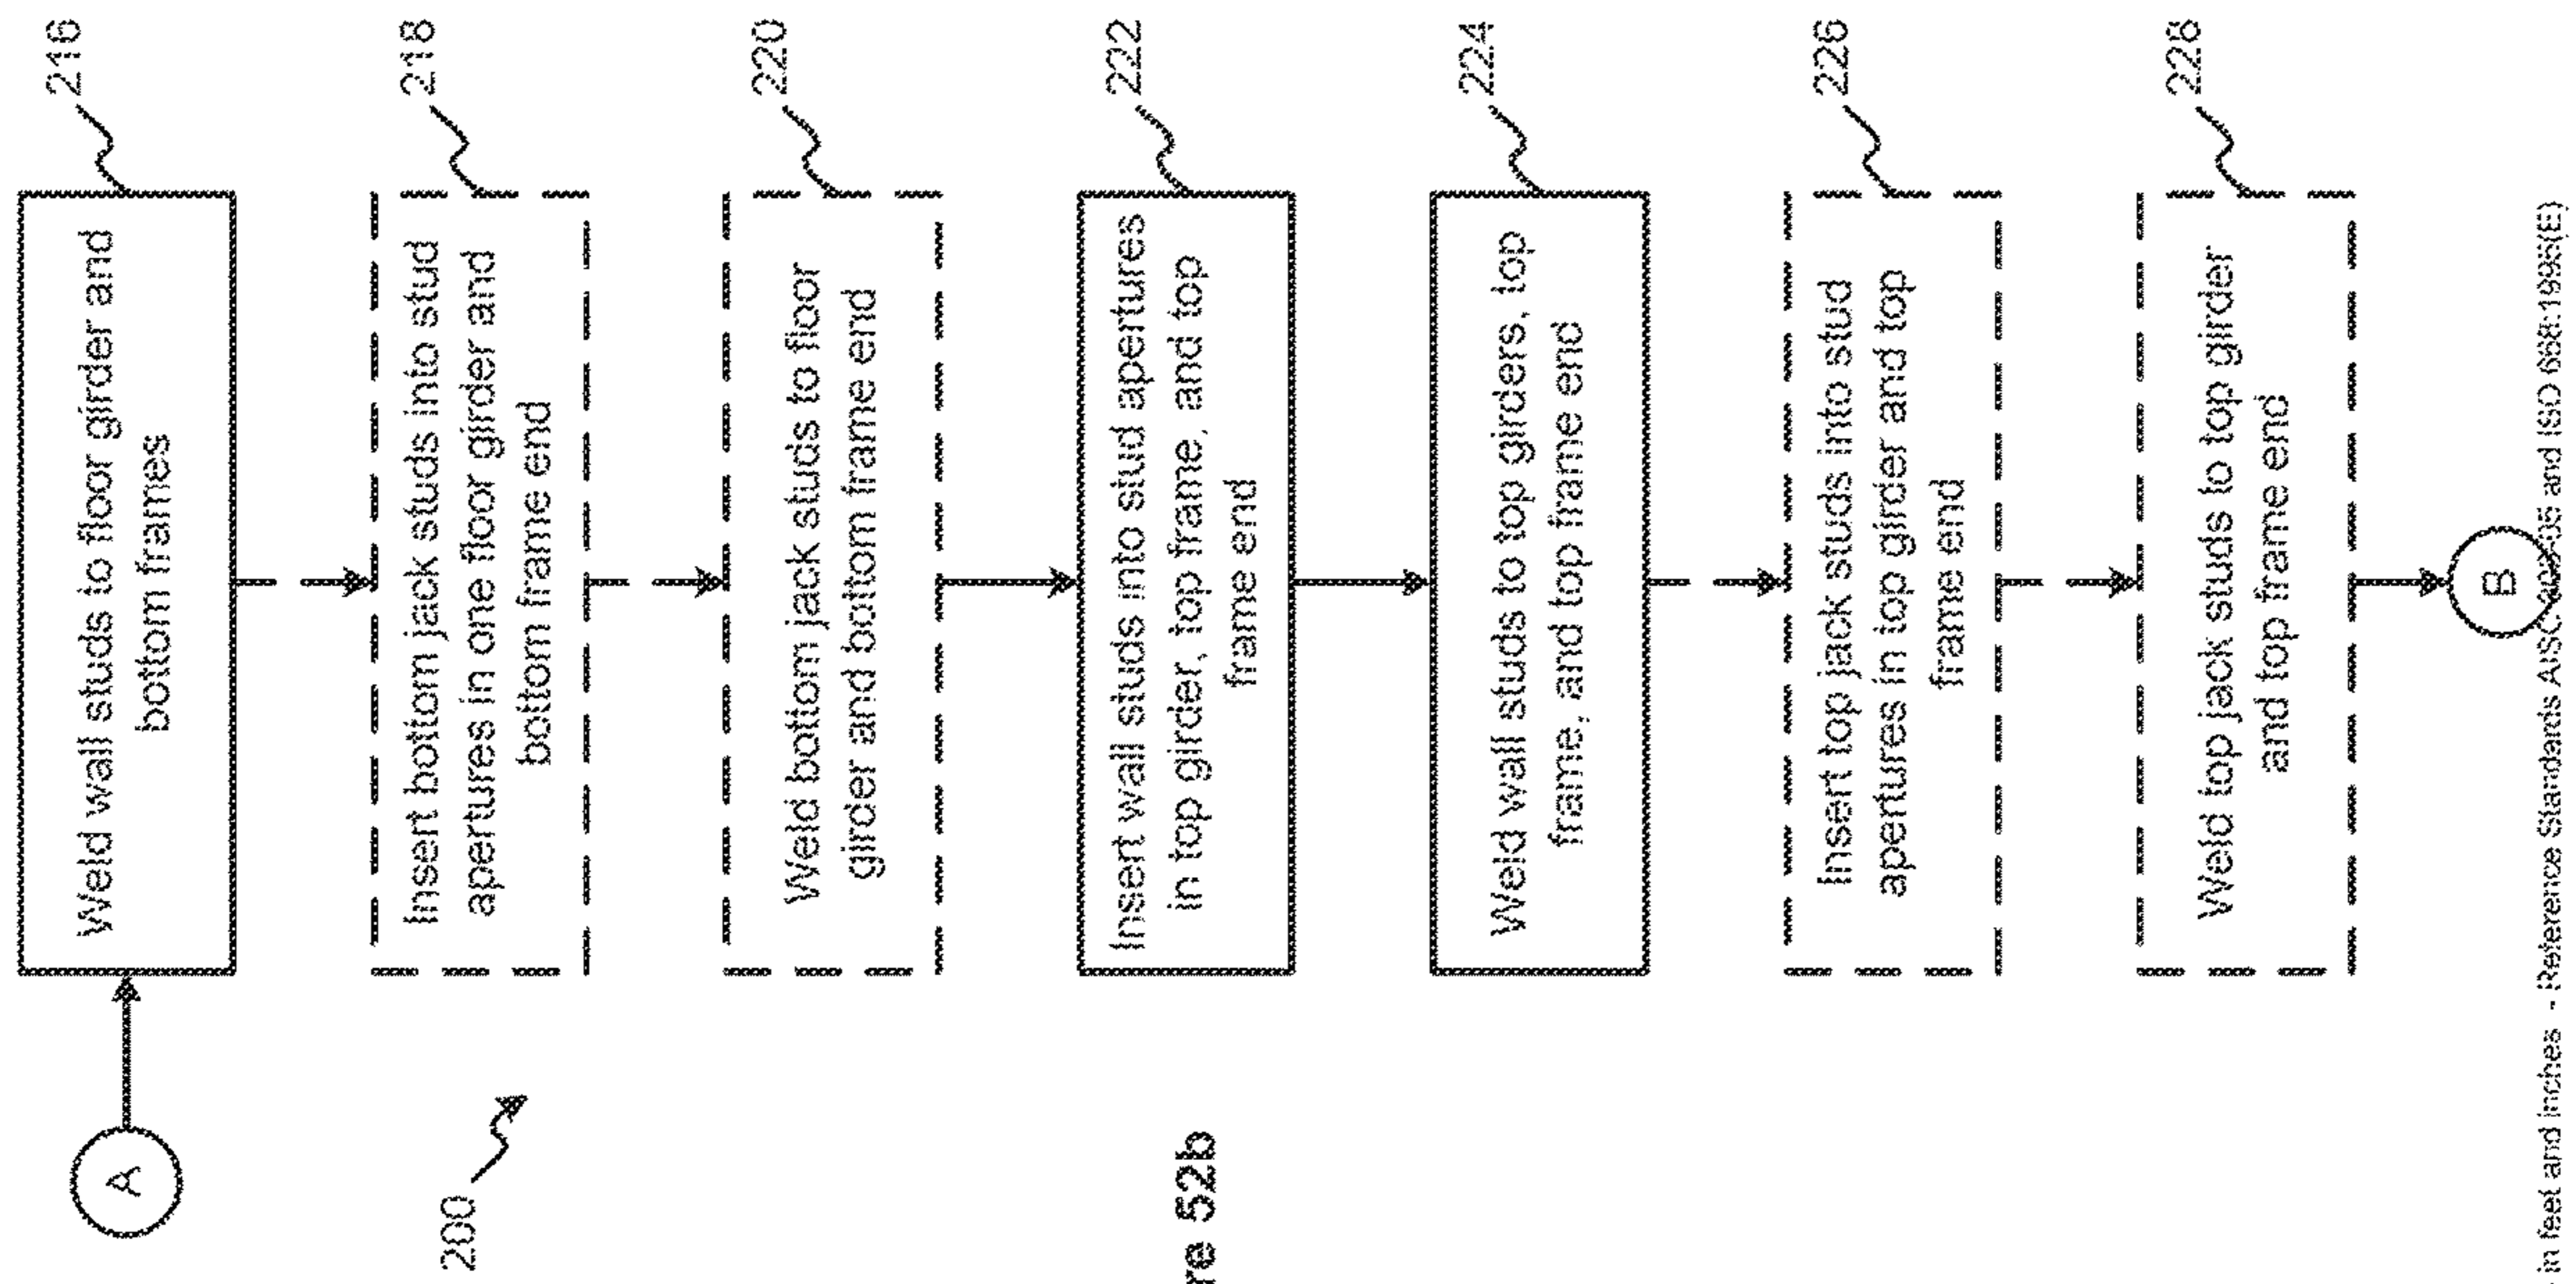 A
200
Weld wall studs to floor girder and
bottom frames
216
Insert bottom jack studs into stud
apertures in one floor girder and
bottom frame end
218
Weld bottom jack studs to floor
girder and bottom frame end
220
Insert wall studs into stud apertures
in top girder, top frame, and top
frame end
222
Weld wall studs to top girders, top
frame, and top frame end
224
Insert top jack studs into stud
apertures in top girder and top
frame end
226
Weld top jack studs to top girder
and top frame end
228
B
re 52b
in feet and inches - Reference Standards AISC and ISO 668:1995(E)